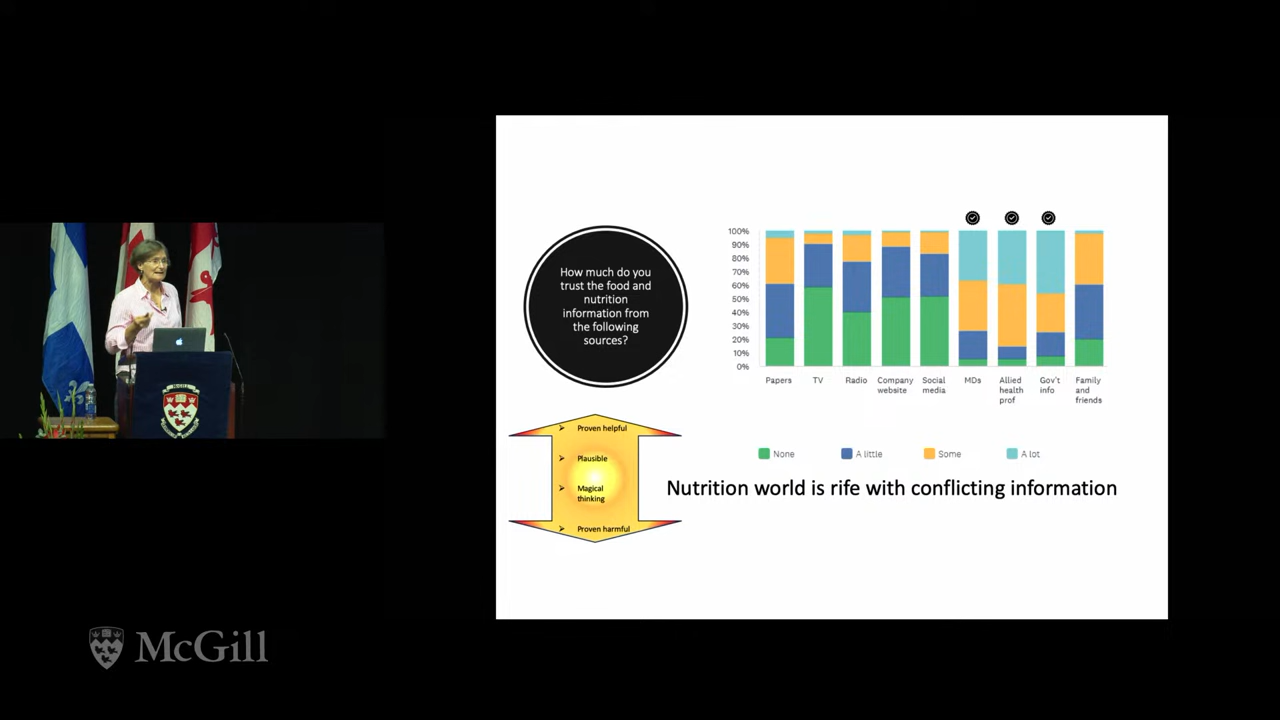 How much do you
trust the food and
nutrition
information from
the following
sources?
100%
90%
80%
70%
60%
50%
40%
30%
20%
10%
0%
Papers
TV
Radio
Company
website
Social
media
MDs
Allied
health
prof
Gov't
info
Family
and
friends
None
A little
Some
A lot
Proven helpful
Plausible
Magical
thinking
Proven harmful
Nutrition world is rife with conflicting information
McGILL
McGill